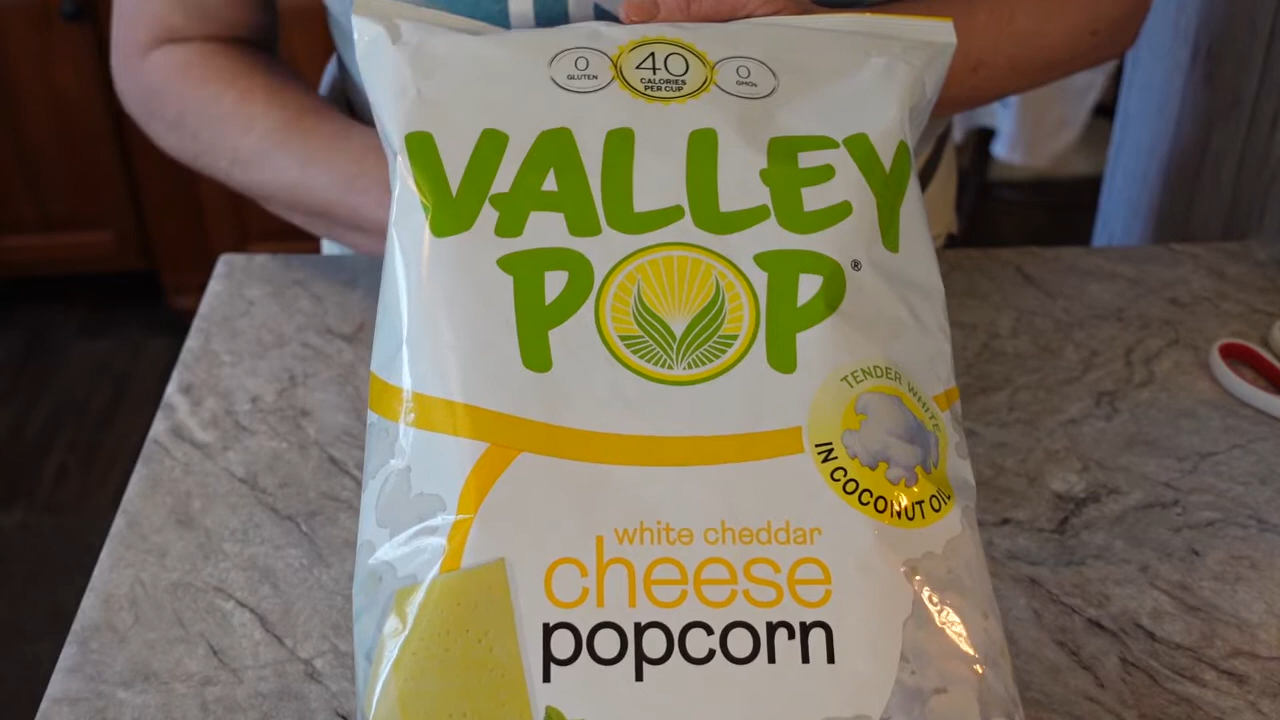 0
GLUTEN
40
CALORIES
PER CUP
0
GMOs
VALLEY
POP®
TENDER WHITE
IN COCONUT OIL
white cheddar
cheese
popcorn